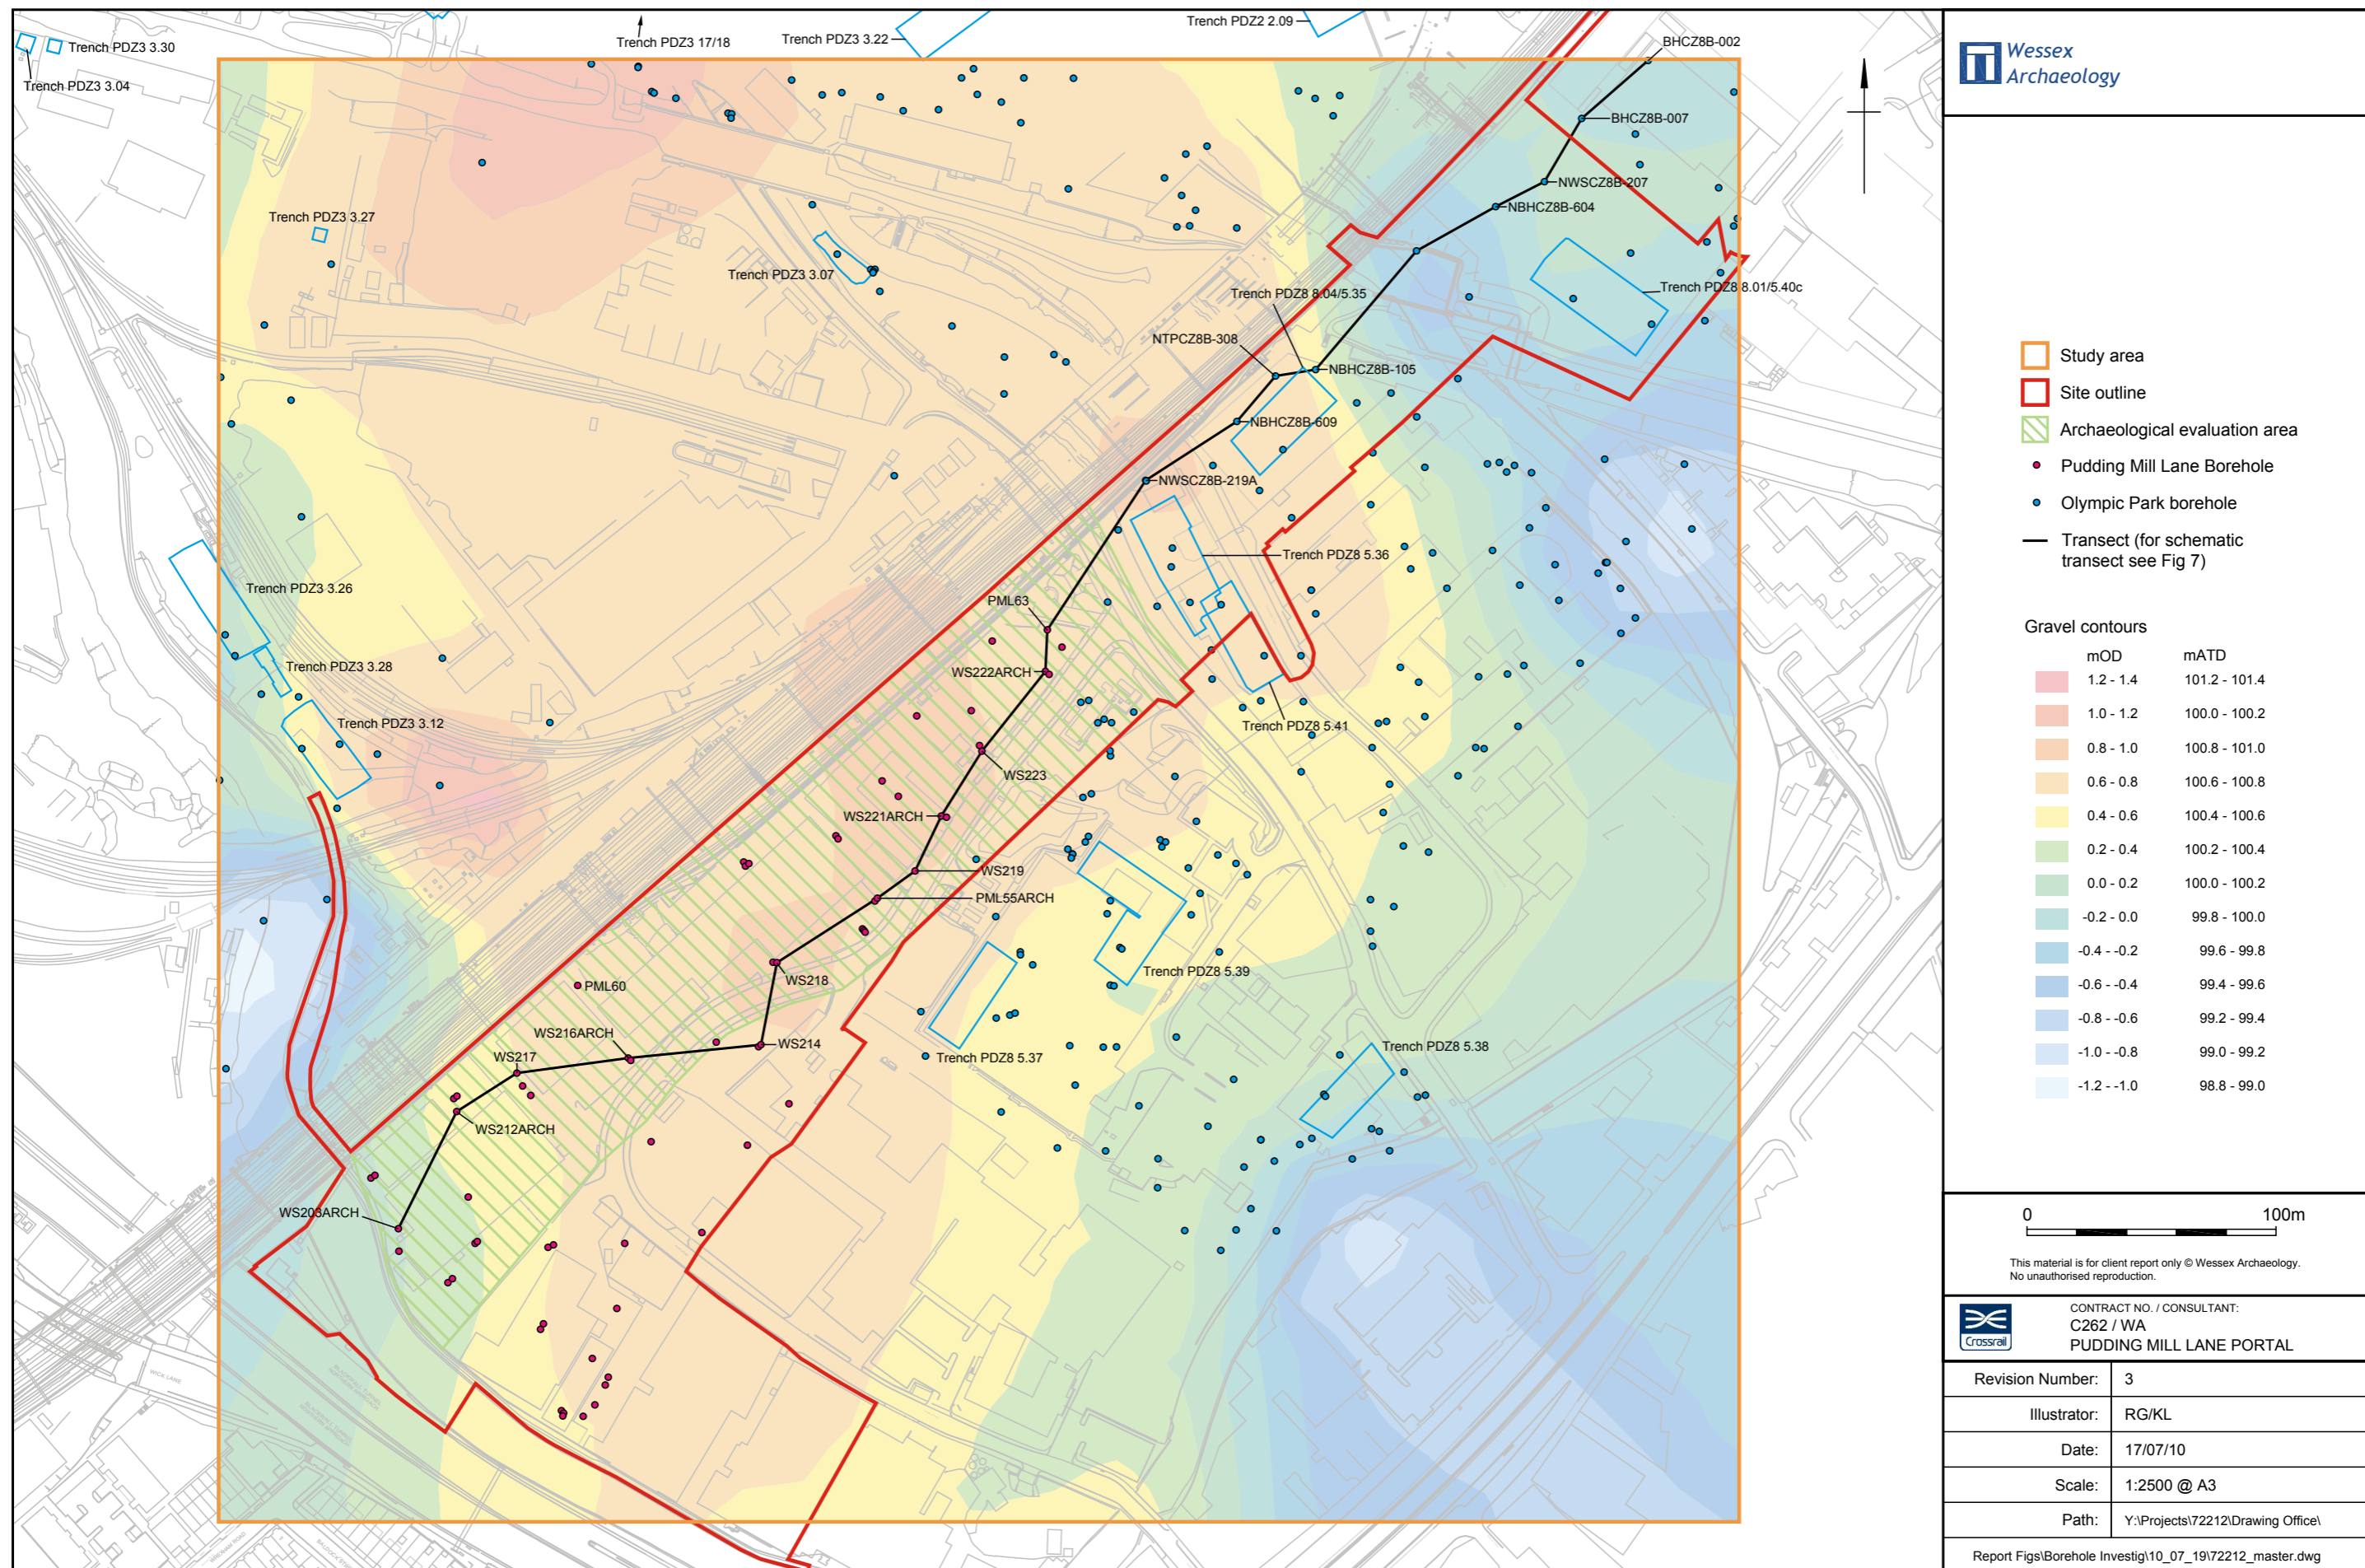 Trench PDZ3 3.30
Trench PDZ3 3.04
Trench PDZ3 17/18
Trench PDZ3 3.22
Trench PDZ2 2.09
BHCZ8B-002
BHCZ8B-007
NWSCZ8B-207
NBHCZ8B-604
Trench PDZ3 3.27
Trench PDZ3 3.07
Trench PDZ8 8.04/5.35
Trench PDZ8 8.01/5.40c
NTPCZ8B-308
NBHCZ8B-105
NBHCZ8B-609
NWSCZ8B-219A
Trench PDZ8 5.36
Trench PDZ3 3.26
PML63
Trench PDZ3 3.28
WS222ARCH
Trench PDZ3 3.12
Trench PDZ8 5.41
WS223
WS221ARCH
WS219
PML55ARCH
Trench PDZ8 5.39
WS218
PML60
WS216ARCH
WS214
WS217
Trench PDZ8 5.37
Trench PDZ8 5.38
WS212ARCH
WS203ARCH
WICK LANE
Wessex
Archaeology
Study area
Site outline
Archaeological evaluation area
Pudding Mill Lane Borehole
Olympic Park borehole
Transect (for schematic
transect see Fig 7)
Gravel contours
mOD mATD
1.2 - 1.4 101.2 - 101.4
1.0 - 1.2 100.0 - 100.2
0.8 - 1.0 100.8 - 101.0
0.6 - 0.8 100.6 - 100.8
0.4 - 0.6 100.4 - 100.6
0.2 - 0.4 100.2 - 100.4
0.0 - 0.2 100.0 - 100.2
-0.2 - 0.0 99.8 - 100.0
-0.4 - -0.2 99.6 - 99.8
-0.6 - -0.4 99.4 - 99.6
-0.8 - -0.6 99.2 - 99.4
-1.0 - -0.8 99.0 - 99.2
-1.2 - -1.0 98.8 - 99.0
0 100m
This material is for client report only © Wessex Archaeology.
No unauthorised reproduction.
Crossrail
CONTRACT NO. / CONSULTANT:
C262 / WA
PUDDING MILL LANE PORTAL
Revision Number: 3
Illustrator: RG/KL
Date: 17/07/10
Scale: 1:2500 @ A3
Path: Y:\Projects\72212\Drawing Office\
Report Figs\Borehole Investig\10_07_19\72212_master.dwg